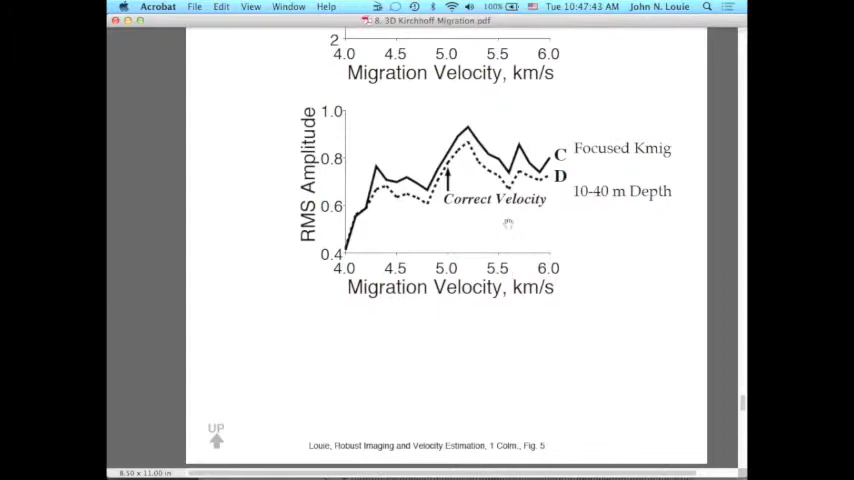 Acrobat File Edit View Window Help 100% Tue 10:47:43 AM John N. Louie
8. 3D Kirchhoff Migration.pdf
2
4.0 4.5 5.0 5.5 6.0
Migration Velocity, km/s
RMS Amplitude
1.0
0.8
0.6
0.4
C Focused Kmig
D 10-40 m Depth
Correct Velocity
4.0 4.5 5.0 5.5 6.0
Migration Velocity, km/s
UP
Louie, Robust Imaging and Velocity Estimation, 1 Colm., Fig. 5
8.50 x 11.00 in